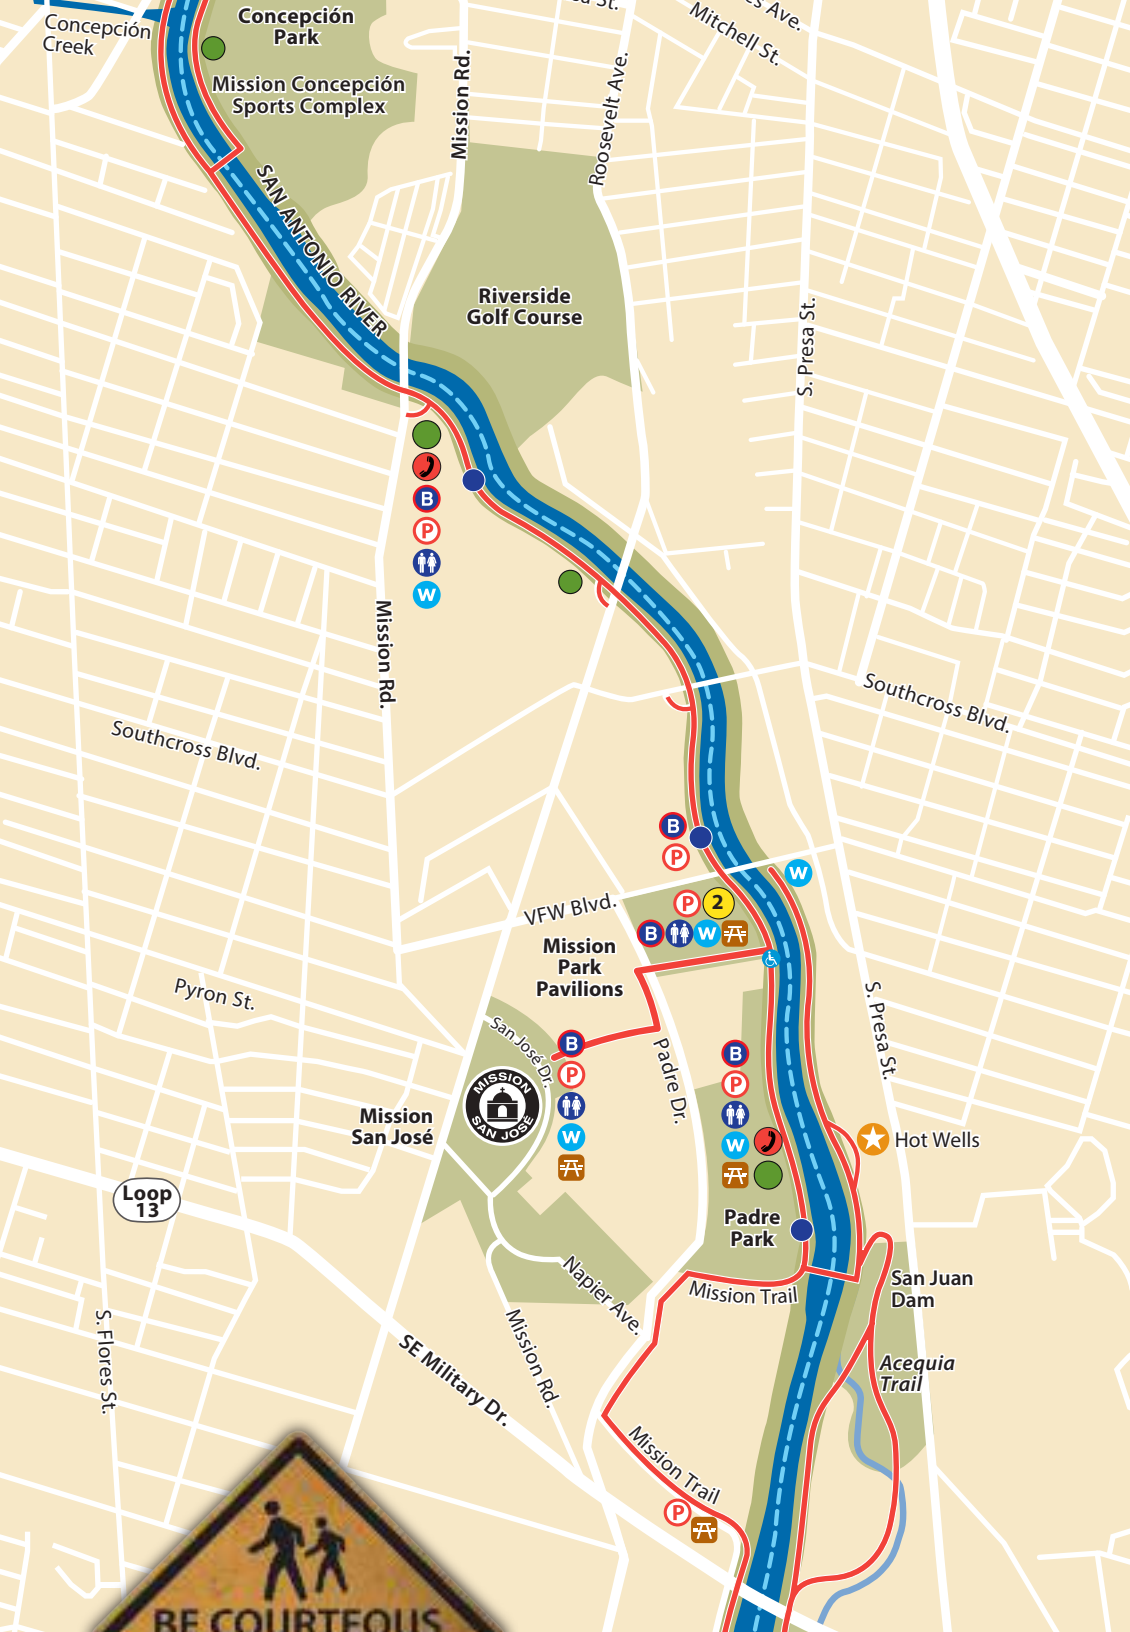 Concepción
Creek
Concepción
Park
Mission Concepción
Sports Complex
Mission Rd.
Roosevelt Ave.
Mitchell St.
SAN ANTONIO RIVER
Riverside
Golf Course
S. Presa St.
B
P
W
Mission Rd.
Southcross Blvd.
Southcross Blvd.
B
P
W
VFW Blvd.
P 2
B W
Mission
Park
Pavilions
Pyron St.
S. Presa St.
San José Dr.
MISSION
SAN JOSÉ
Mission
San José
B
P
W
Padre Dr.
B
P
W
Hot Wells
Loop
13
Padre
Park
Napier Ave.
Mission Trail
San Juan
Dam
Acequia
Trail
S. Flores St.
SE Military Dr.
Mission Rd.
Mission Trail
P
BE COURTEOUS